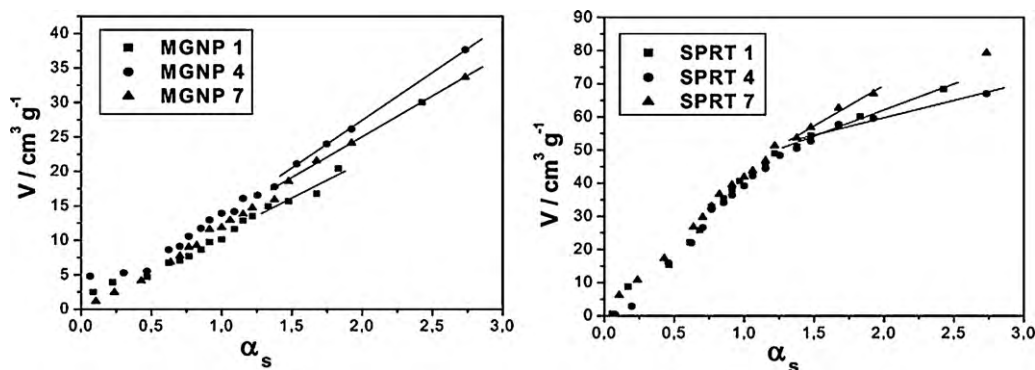 40
35
30
25
20
15
10
5
0
V / cm³ g⁻¹
MGNP 1
MGNP 4
MGNP 7
0,0 0,5 1,0 1,5 2,0 2,5 3,0
αs
90
80
70
60
50
40
30
20
10
0
V / cm³ g⁻¹
SPRT 1
SPRT 4
SPRT 7
0,0 0,5 1,0 1,5 2,0 2,5 3,0
αs